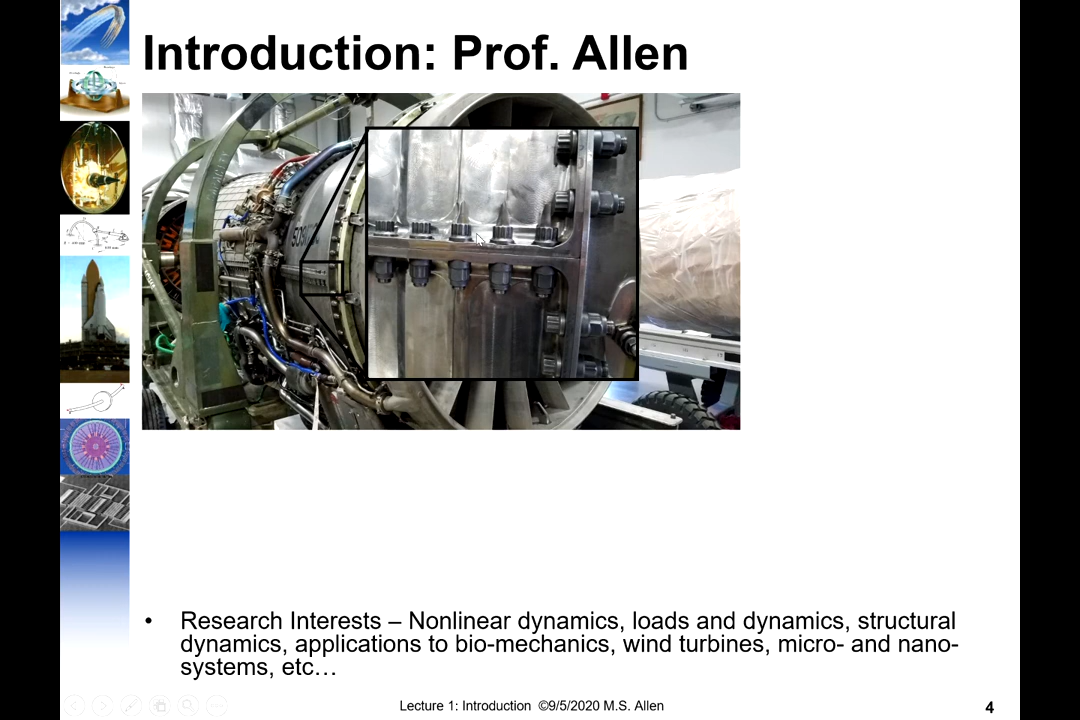 Introduction: Prof. Allen
• Research Interests – Nonlinear dynamics, loads and dynamics, structural
dynamics, applications to bio-mechanics, wind turbines, micro- and nano-
systems, etc…
Lecture 1: Introduction ©9/5/2020 M.S. Allen
4